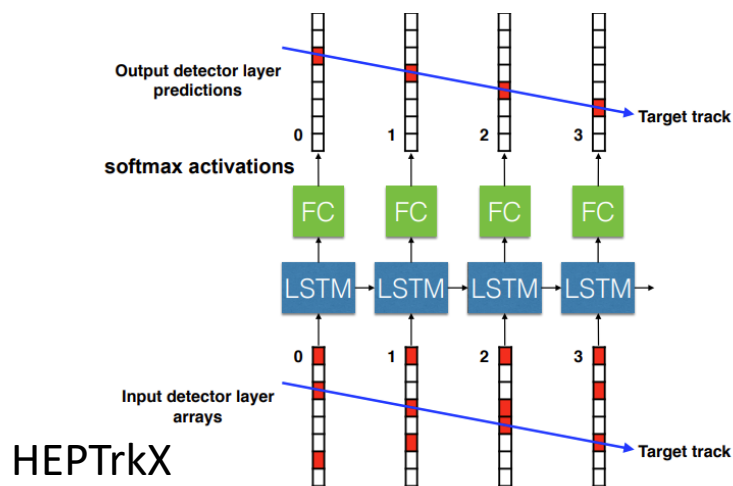 Output detector layer
predictions
0
1
2
3
Target track
softmax activations
FC FC FC FC
LSTM LSTM LSTM LSTM
0
1
2
3
Input detector layer
arrays
Target track
HEPTrkX